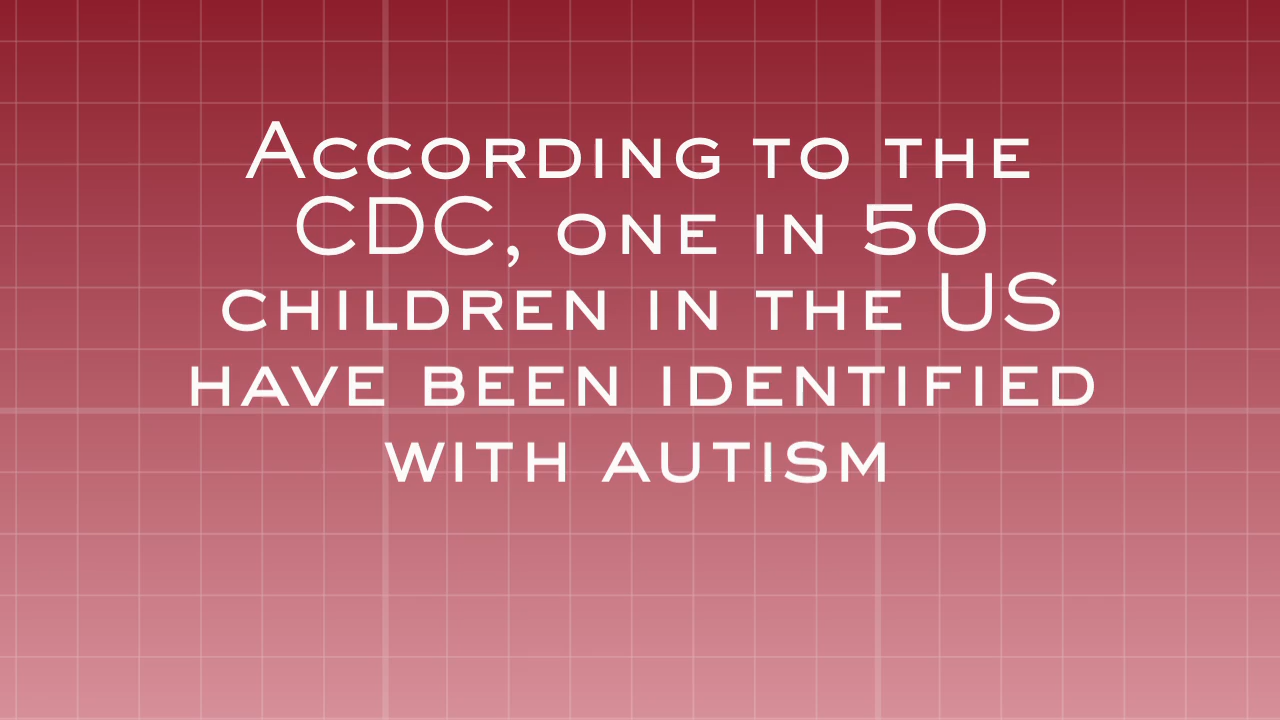 According to the
CDC, one in 50
children in the US
have been identified
with autism